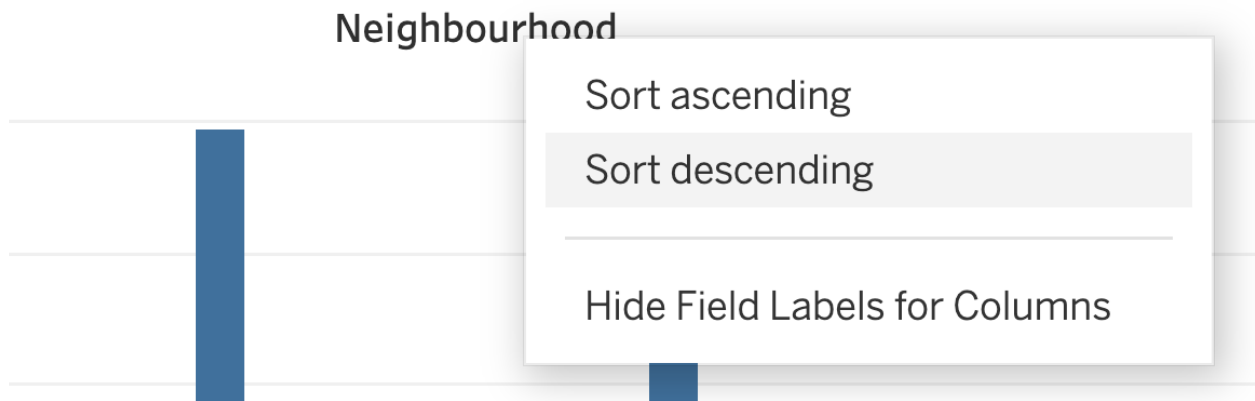 Neighbourhood
Sort ascending
Sort descending
Hide Field Labels for Columns